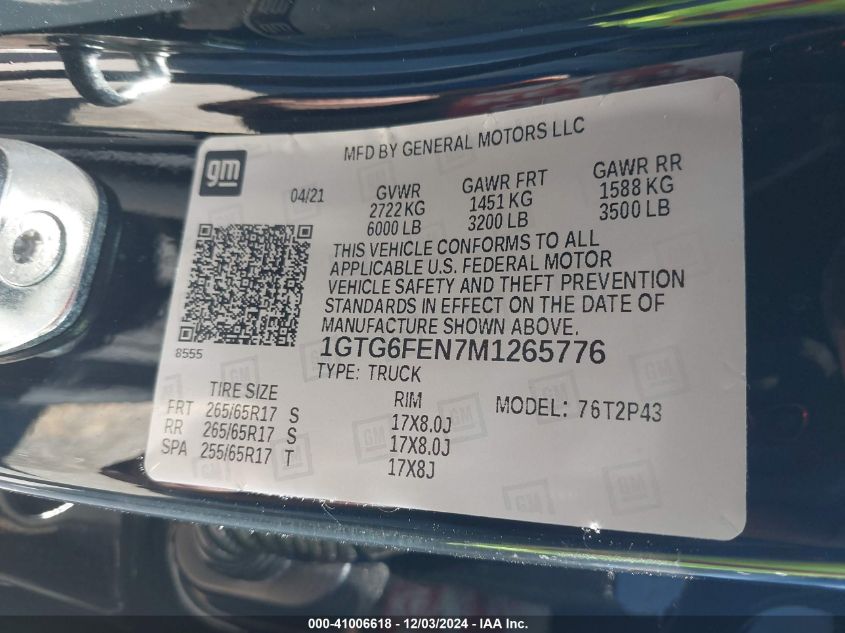 MFD BY GENERAL MOTORS LLC
gm
04/21
GVWR
2722 KG
6000 LB
GAWR FRT
1451 KG
3200 LB
GAWR RR
1588 KG
3500 LB
THIS VEHICLE CONFORMS TO ALL
APPLICABLE U.S. FEDERAL MOTOR
VEHICLE SAFETY AND THEFT PREVENTION
STANDARDS IN EFFECT ON THE DATE OF
MANUFACTURE SHOWN ABOVE.
8555
1GTG6FEN7M1265776
TYPE: TRUCK
TIRE SIZE
RIM
MODEL: 76T2P43
FRT 265/65R17 S 17X8.0J
RR 265/65R17 S 17X8.0J
SPA 255/65R17 T 17X8J
000-41006618 - 12/03/2024 - IAA Inc.